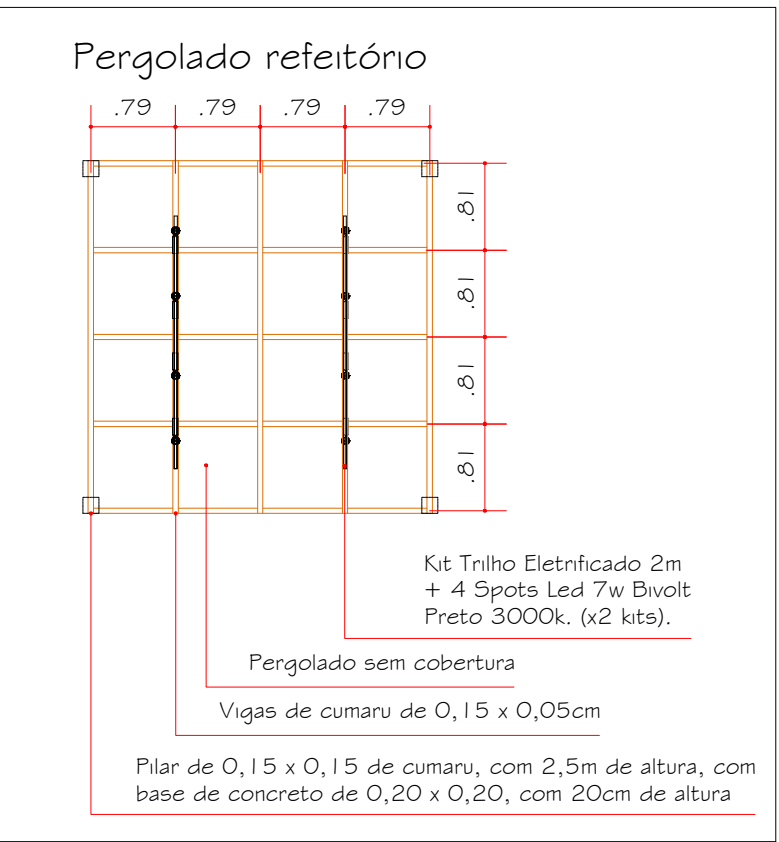 Pergolado refeitório
.79 .79 .79 .79
.81
.81
.81
.81
Kit Trilho Eletrificado 2m
+ 4 Spots Led 7w Bivolt
Preto 3000k. (x2 kits).
Pergolado sem cobertura
Vigas de cumaru de 0,15 x 0,05cm
Pilar de 0,15 x 0,15 de cumaru, com 2,5m de altura, com
base de concreto de 0,20 x 0,20, com 20cm de altura